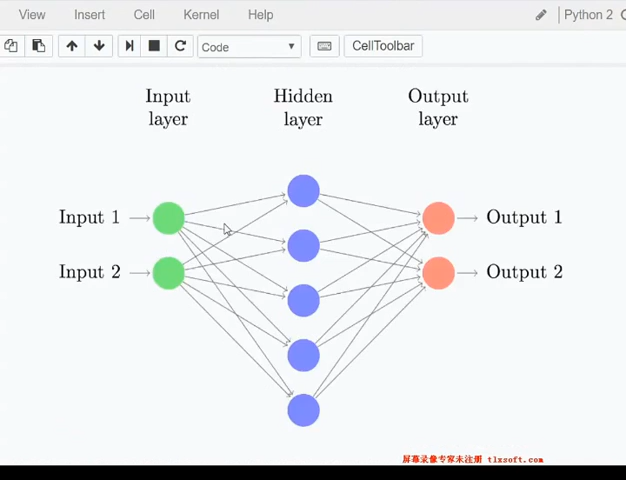 View Insert Cell Kernel Help Python 2
Code CellToolbar
Input Hidden Output
layer layer layer
Input 1 Output 1
Input 2 Output 2
屏幕录像专家未注册 tlxsoft.com